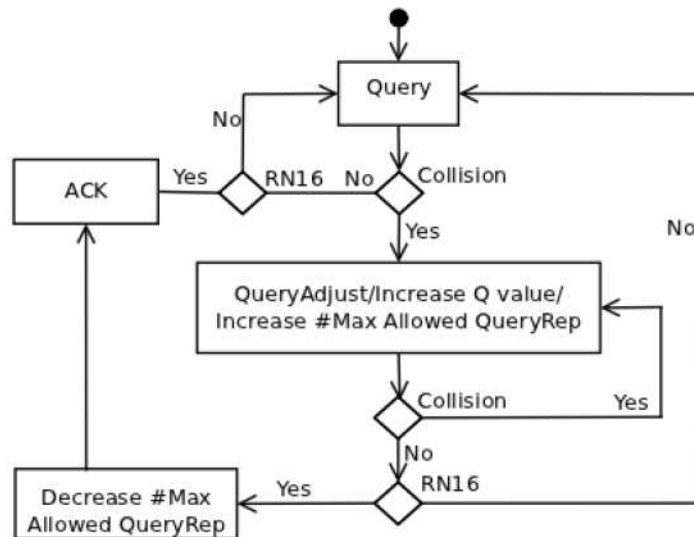 Query
No
Collision
Yes
RN16
No
ACK
Yes
No
QueryAdjust/Increase Q value/
Increase #Max Allowed QueryRep
Collision
Yes
No
RN16
Yes
Decrease #Max
Allowed QueryRep